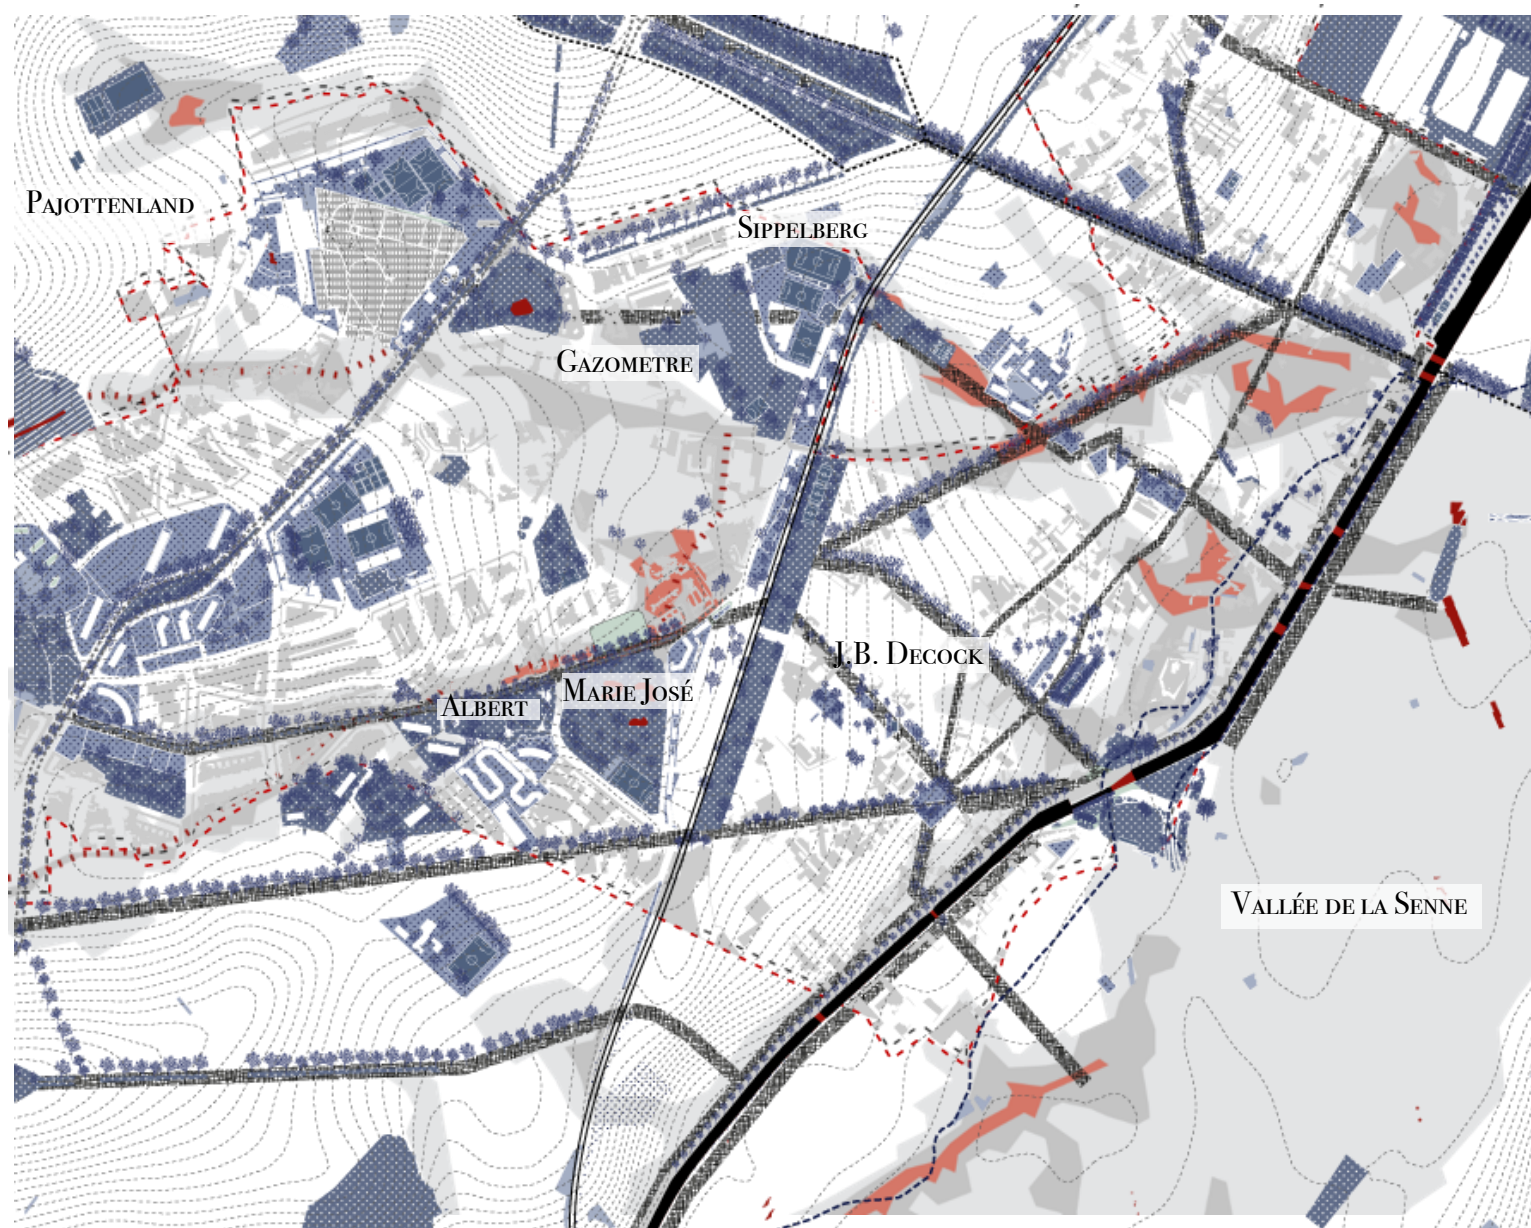 Pajottenland
Sippelberg
Gazometre
J.B. Decock
Marie José
Albert
Vallée de la Senne